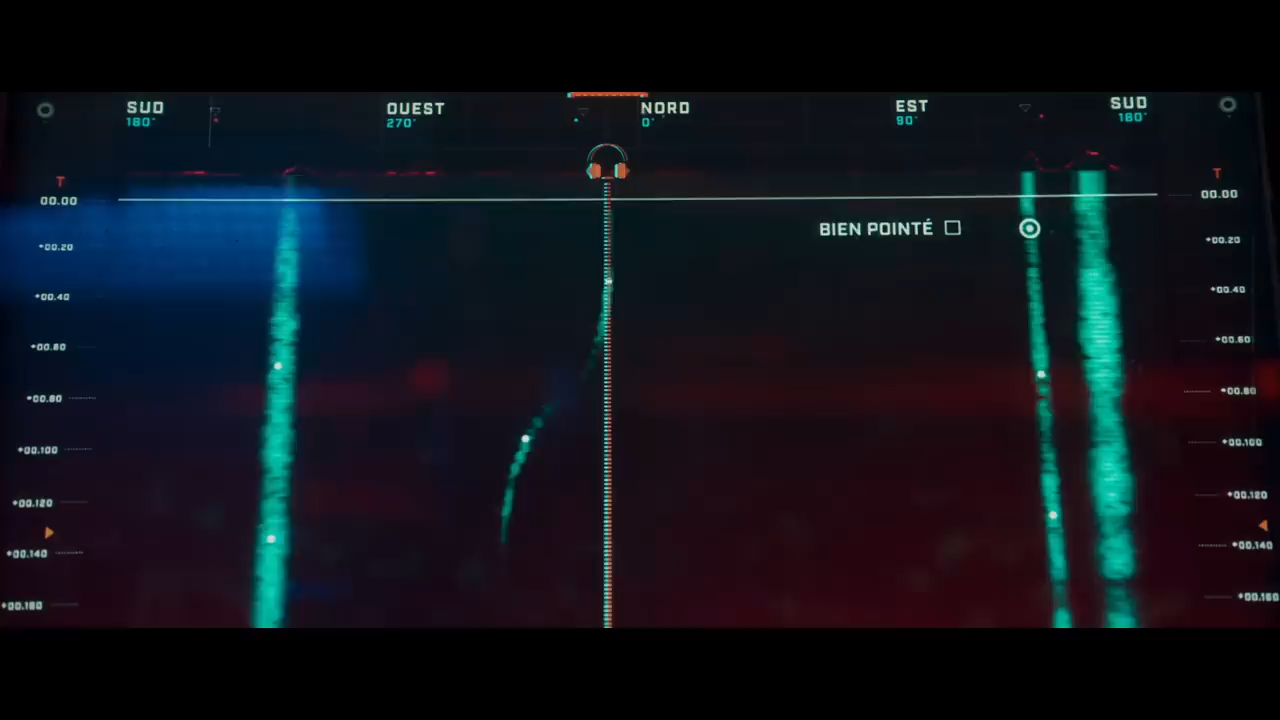 SUD OUEST NORD EST SUD
180° 270° 0° 90° 180°
T T
00.00 00.00
BIEN POINTÉ
+00.20 +00.20
+00.40 +00.40
+00.60 +00.60
+00.80 +00.80
+00.100 +00.100
+00.120 +00.120
+00.140 +00.140
+00.160 +00.160